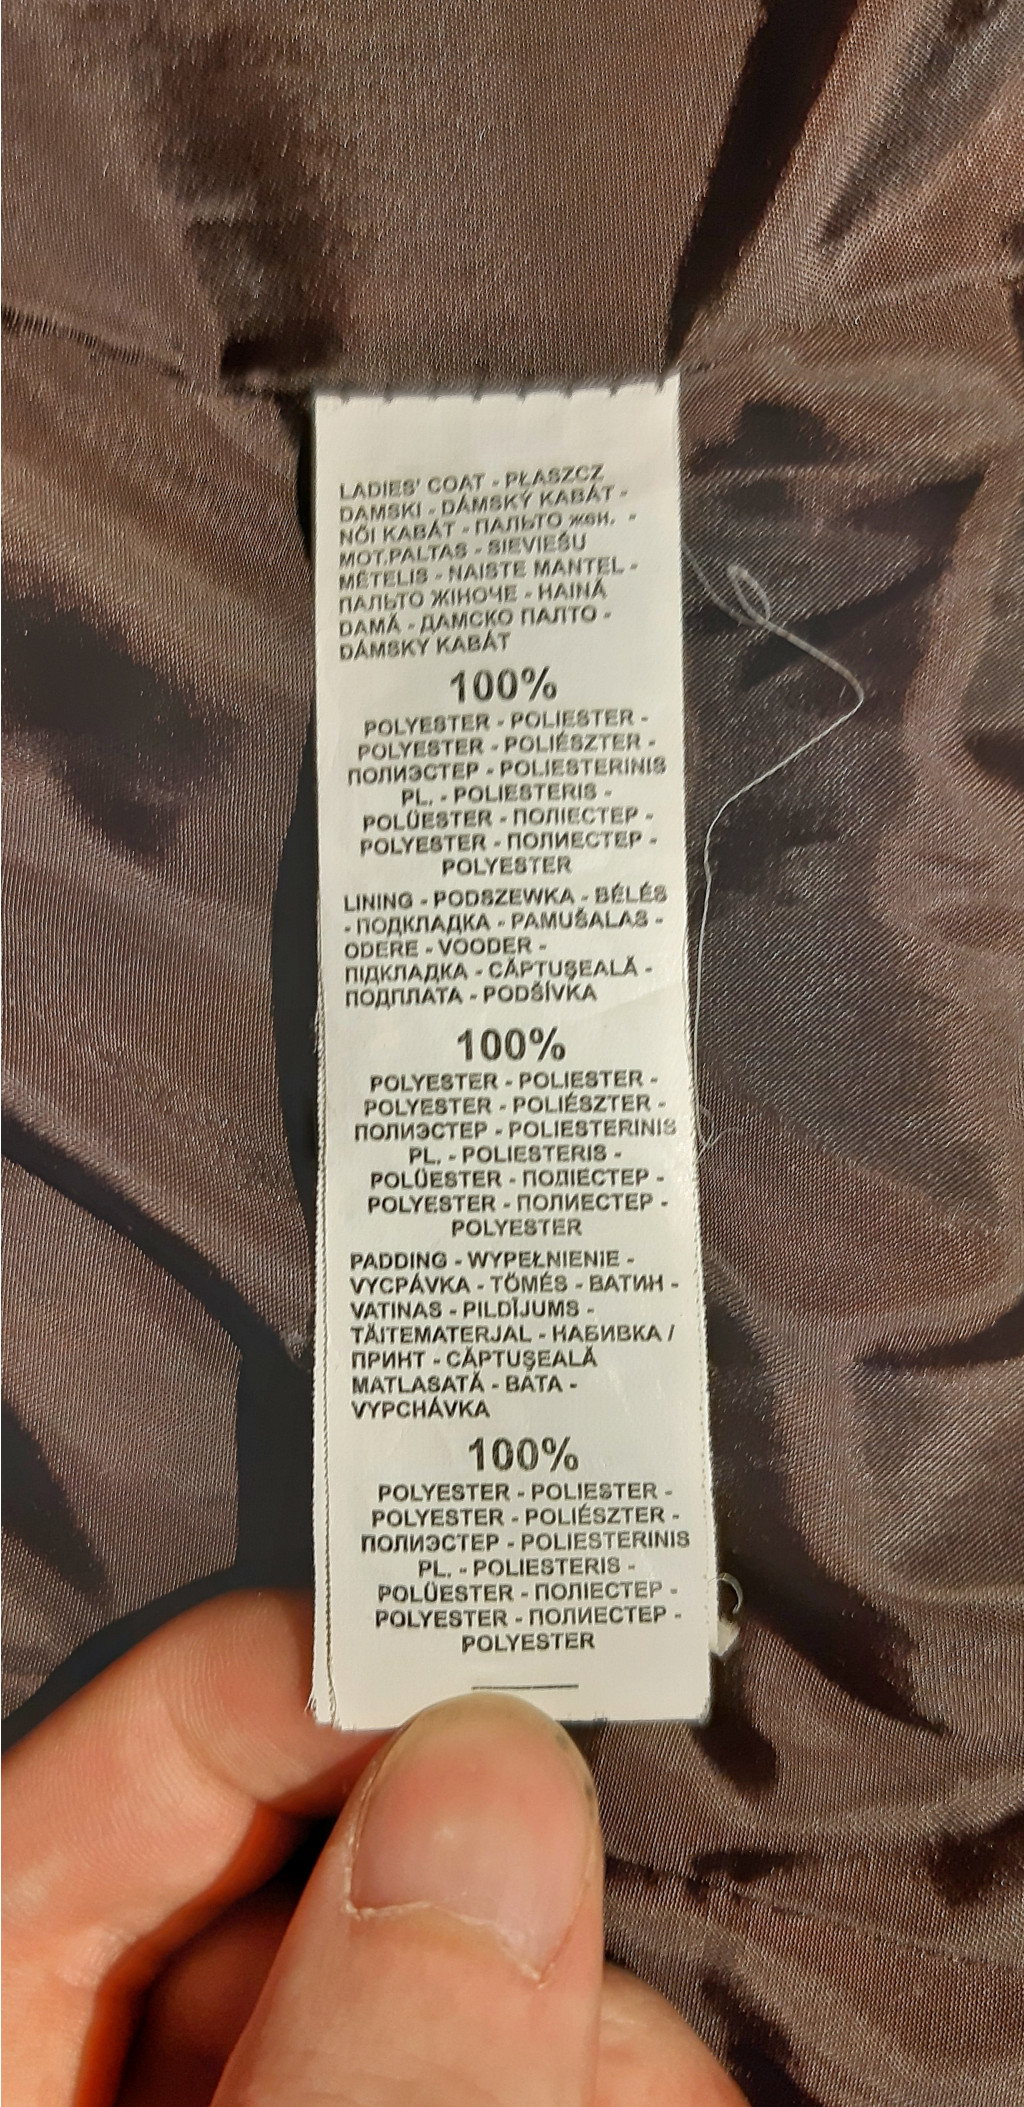 LADIES' COAT - PŁASZCZ
DAMSKI - DÁMSKÝ KABÁT -
NŐI KABÁT - ПАЛЬТО жен. -
MOT.PALTAS - SIEVIEŠU
MĒTELIS - NAISTE MANTEL -
ПАЛЬТО ЖІНОЧЕ - HAINĂ
DAMĂ - ДАМСКО ПАЛТО -
DÁMSKY KABÁT
100%
POLYESTER - POLIESTER -
POLYESTER - POLIÉSZTER -
ПОЛИЭСТЕР - POLIESTERINIS
PL. - POLIESTERIS -
POLÜESTER - ПОЛІЕСТЕР -
POLYESTER - ПОЛИЕСТЕР -
POLYESTER
LINING - PODSZEWKA - BÉLÉS
- ПОДКЛАДКА - PAMUŠALAS -
ODERE - VOODER -
ПІДКЛАДКА - CĂPTUŞEALĂ -
ПОДПЛАТА - PODŠÍVKA
100%
POLYESTER - POLIESTER -
POLYESTER - POLIÉSZTER -
ПОЛИЭСТЕР - POLIESTERINIS
PL. - POLIESTERIS -
POLÜESTER - ПОЛІЕСТЕР -
POLYESTER - ПОЛИЕСТЕР -
POLYESTER
PADDING - WYPEŁNIENIE -
VYCPÁVKA - TÖMÉS - ВАТИН -
VATINAS - PILDĪJUMS -
TÄITEMATERJAL - НАБИВКА /
ПРИНТ - CĂPTUŞEALĂ
MATLASATĂ - ВАТА -
VYPCHÁVKA
100%
POLYESTER - POLIESTER -
POLYESTER - POLIÉSZTER -
ПОЛИЭСТЕР - POLIESTERINIS
PL. - POLIESTERIS -
POLÜESTER - ПОЛІЕСТЕР -
POLYESTER - ПОЛИЕСТЕР -
POLYESTER